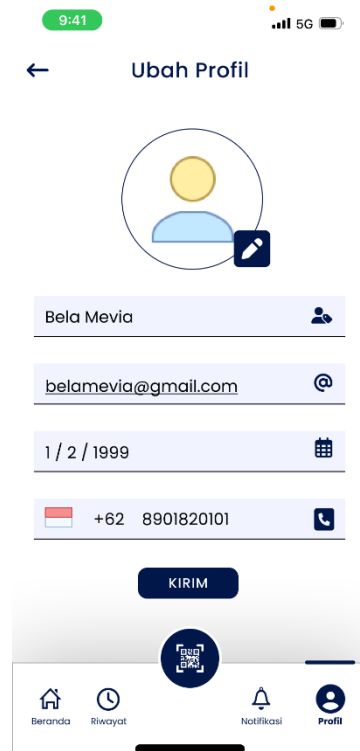 9:41
5G
Ubah Profil
Bela Mevia
@
belamevia@gmail.com
1 / 2 / 1999
+62 8901820101
KIRIM
Beranda Riwayat Notifikasi Profil